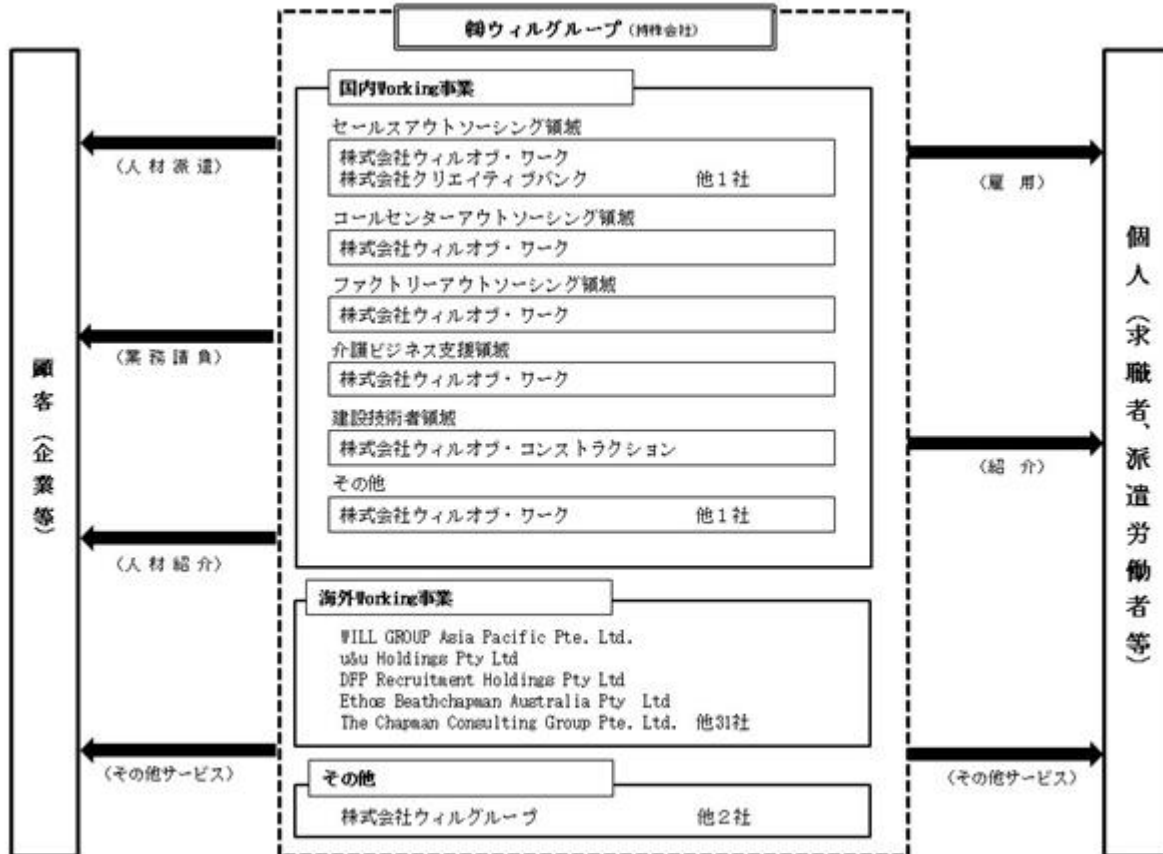 ㈱ウィルグループ（持株会社）
国内Working事業
セールスアウトソーシング領域
株式会社ウィルオブ・ワーク
株式会社クリエイティブバンク 他１社
コールセンターアウトソーシング領域
株式会社ウィルオブ・ワーク
ファクトリーアウトソーシング領域
株式会社ウィルオブ・ワーク
介護ビジネス支援領域
株式会社ウィルオブ・ワーク
建設技術者領域
株式会社ウィルオブ・コンストラクション
その他
株式会社ウィルオブ・ワーク 他１社
海外Working事業
WILL GROUP Asia Pacific Pte. Ltd.
u&u Holdings Pty Ltd
DFP Recruitment Holdings Pty Ltd
Ethos Beathchapman Australia Pty Ltd
The Chapman Consulting Group Pte. Ltd. 他31社
その他
株式会社ウィルグループ 他２社
顧客（企業等）
（人材派遣）
（業務請負）
（人材紹介）
（その他サービス）
（雇用）
（紹介）
（その他サービス）
個人（求職者、派遣労働者等）